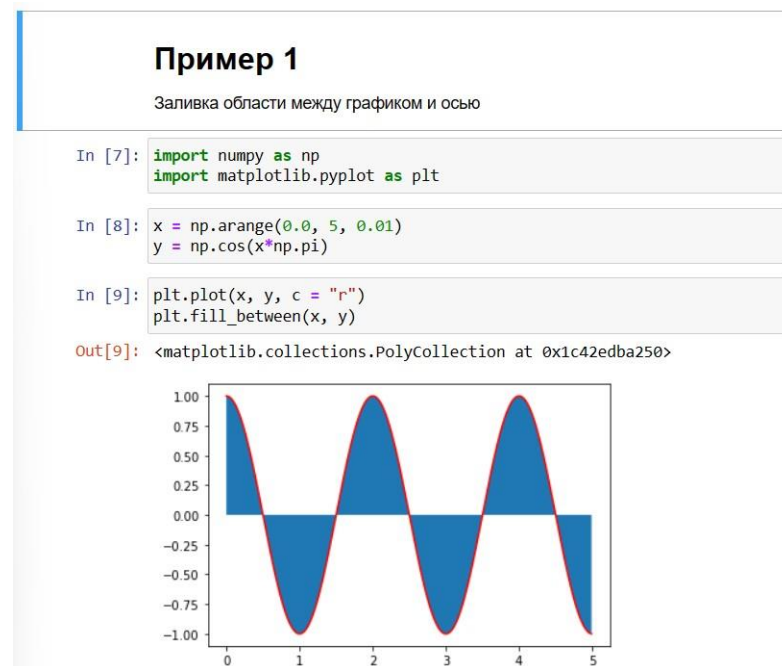 Пример 1
Заливка области между графиком и осью
In [7]: import numpy as np
import matplotlib.pyplot as plt
In [8]: x = np.arange(0.0, 5, 0.01)
y = np.cos(x*np.pi)
In [9]: plt.plot(x, y, c = "r")
plt.fill_between(x, y)
Out[9]: <matplotlib.collections.PolyCollection at 0x1c42edba250>
1.00
0.75
0.50
0.25
0.00
−0.25
−0.50
−0.75
−1.00
0 1 2 3 4 5